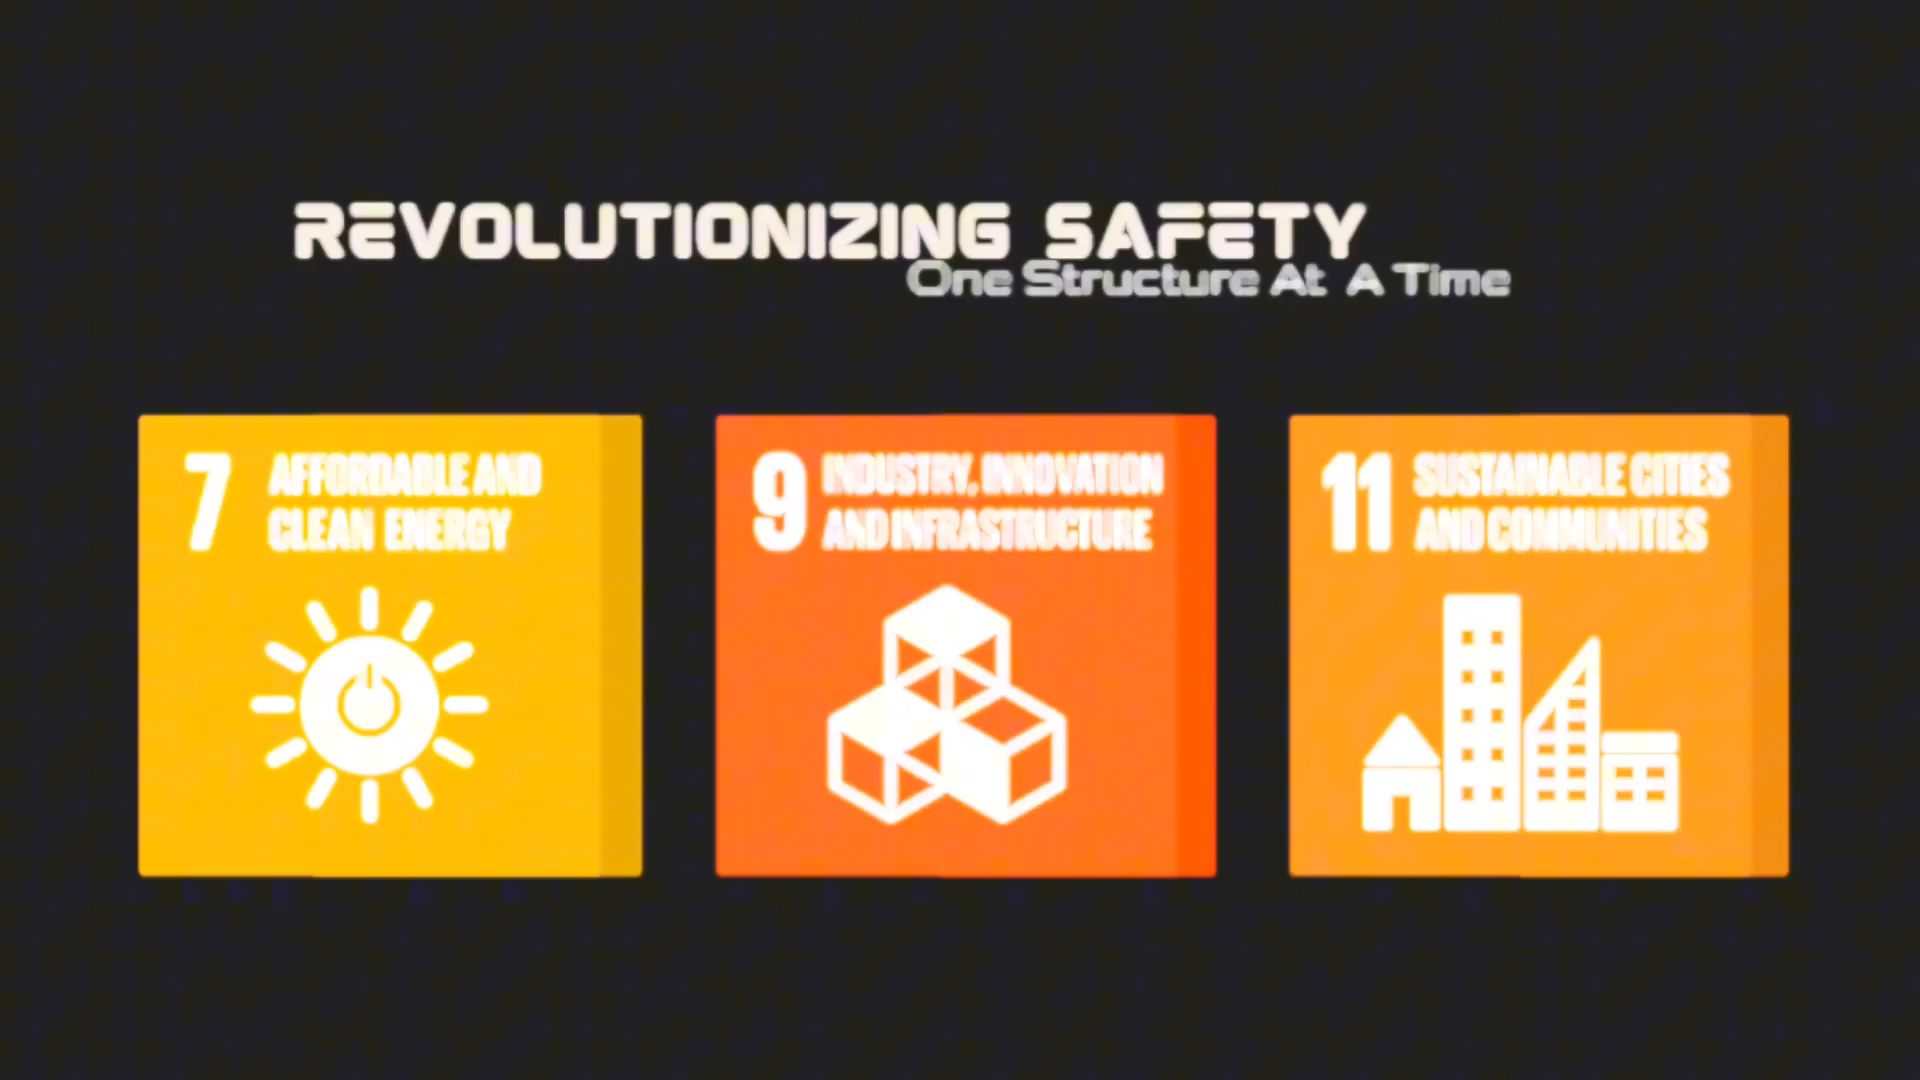 REVOLUTIONIZING SAFETY
One Structure At A Time
7 AFFORDABLE AND
CLEAN ENERGY
9 INDUSTRY, INNOVATION
AND INFRASTRUCTURE
11 SUSTAINABLE CITIES
AND COMMUNITIES